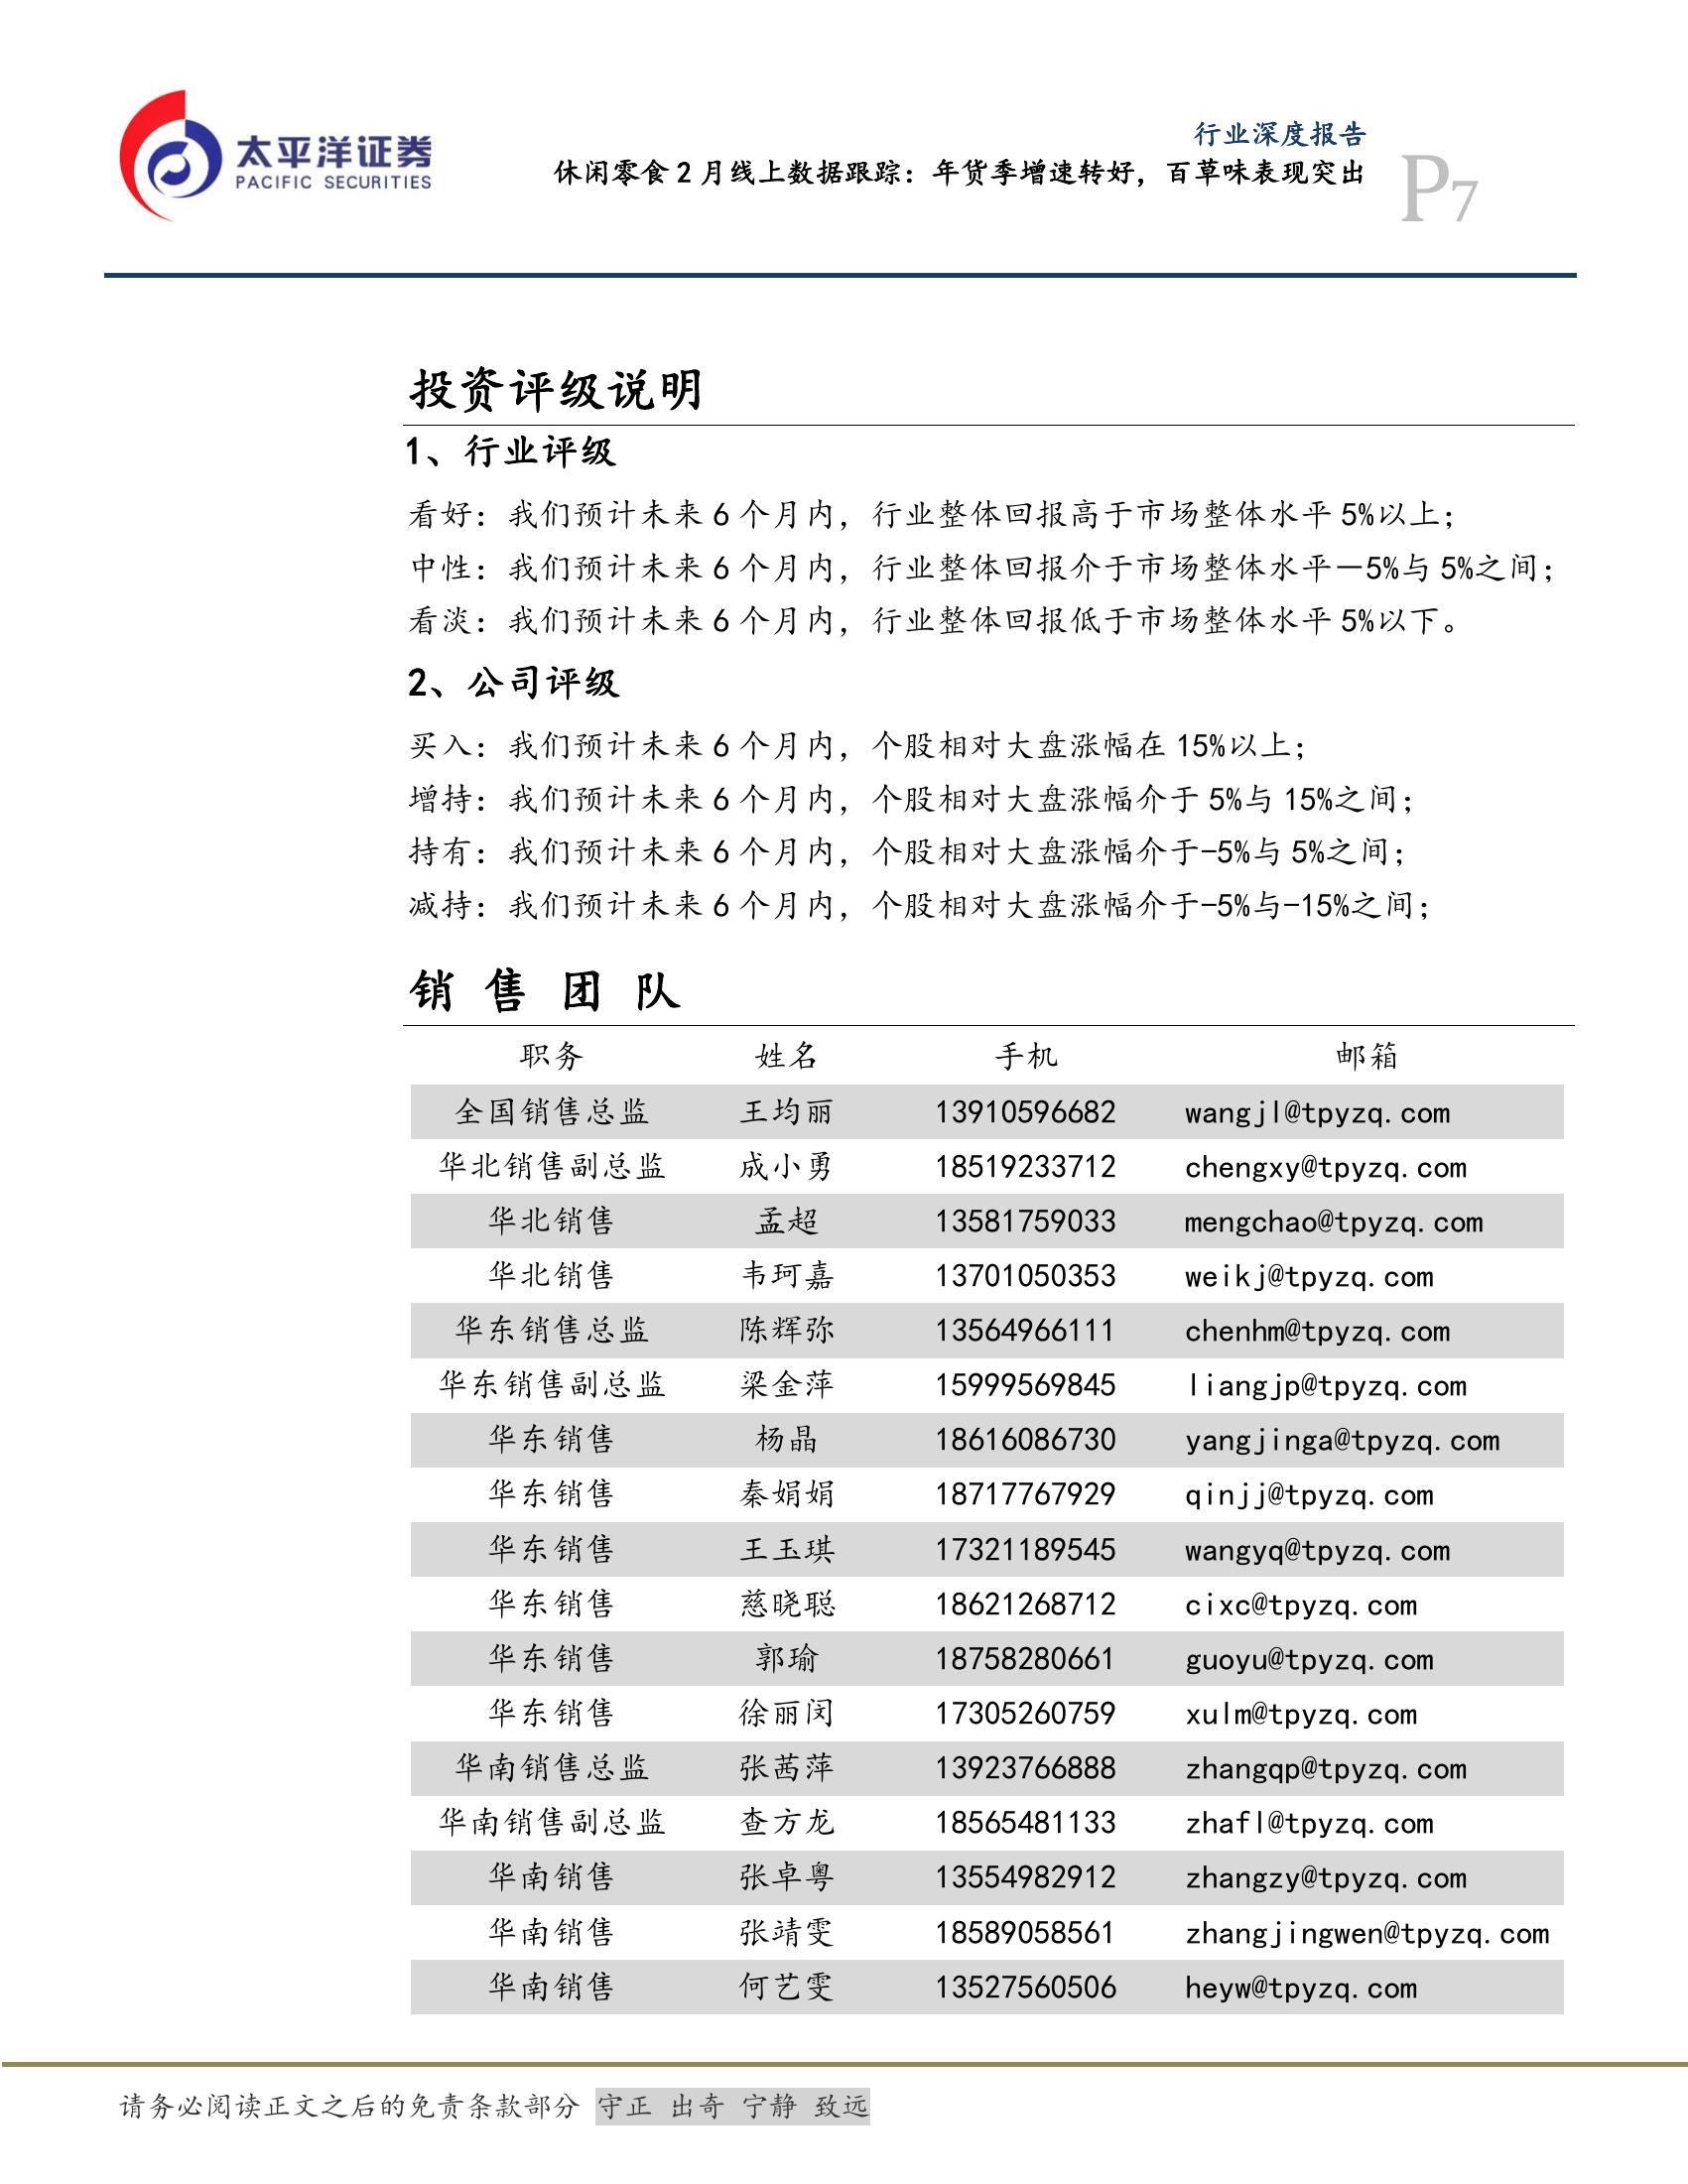 太平洋证券
PACIFIC SECURITIES
行业深度报告
休闲零食2月线上数据跟踪：年货季增速转好，百草味表现突出
P7
投资评级说明
1、行业评级
看好：我们预计未来6个月内，行业整体回报高于市场整体水平5%以上；
中性：我们预计未来6个月内，行业整体回报介于市场整体水平－5%与5%之间；
看淡：我们预计未来6个月内，行业整体回报低于市场整体水平5%以下。
2、公司评级
买入：我们预计未来6个月内，个股相对大盘涨幅在15%以上；
增持：我们预计未来6个月内，个股相对大盘涨幅介于5%与15%之间；
持有：我们预计未来6个月内，个股相对大盘涨幅介于-5%与5%之间；
减持：我们预计未来6个月内，个股相对大盘涨幅介于-5%与-15%之间；
销 售 团 队
职务 姓名 手机 邮箱
全国销售总监 王均丽 13910596682 wangjl@tpyzq.com
华北销售副总监 成小勇 18519233712 chengxy@tpyzq.com
华北销售 孟超 13581759033 mengchao@tpyzq.com
华北销售 韦珂嘉 13701050353 weikj@tpyzq.com
华东销售总监 陈辉弥 13564966111 chenhm@tpyzq.com
华东销售副总监 梁金萍 15999569845 liangjp@tpyzq.com
华东销售 杨晶 18616086730 yangjinga@tpyzq.com
华东销售 秦娟娟 18717767929 qinjj@tpyzq.com
华东销售 王玉琪 17321189545 wangyq@tpyzq.com
华东销售 慈晓聪 18621268712 cixc@tpyzq.com
华东销售 郭瑜 18758280661 guoyu@tpyzq.com
华东销售 徐丽闵 17305260759 xulm@tpyzq.com
华南销售总监 张茜萍 13923766888 zhangqp@tpyzq.com
华南销售副总监 查方龙 18565481133 zhafl@tpyzq.com
华南销售 张卓粤 13554982912 zhangzy@tpyzq.com
华南销售 张靖雯 18589058561 zhangjingwen@tpyzq.com
华南销售 何艺雯 13527560506 heyw@tpyzq.com
请务必阅读正文之后的免责条款部分 守正 出奇 宁静 致远